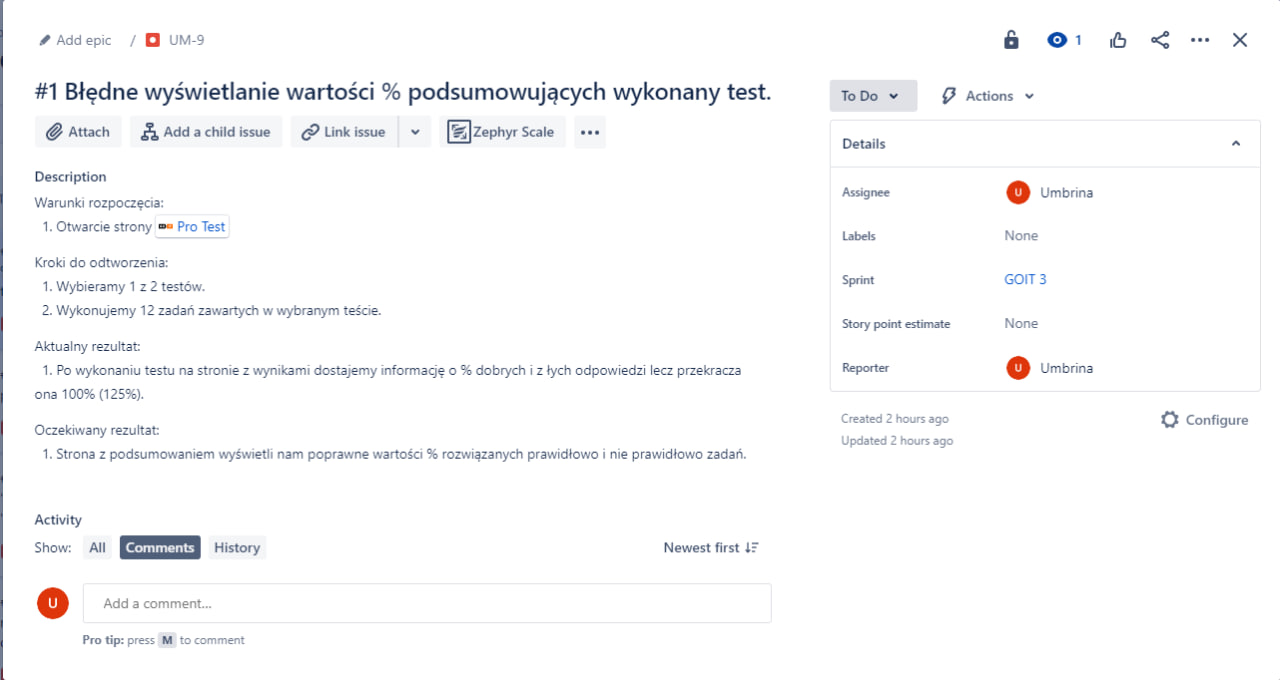 Add epic / UM-9
1
#1 Błędne wyświetlanie wartości % podsumowujących wykonany test.
To Do
Actions
Attach
Add a child issue
Link issue
Zephyr Scale
Details
Description
Warunki rozpoczęcia:
1. Otwarcie strony Pro Test
Kroki do odtworzenia:
1. Wybieramy 1 z 2 testów.
2. Wykonujemy 12 zadań zawartych w wybranym teście.
Aktualny rezultat:
1. Po wykonaniu testu na stronie z wynikami dostajemy informację o % dobrych i z łych odpowiedzi lecz przekracza
ona 100% (125%).
Oczekiwany rezultat:
1. Strona z podsumowaniem wyświetli nam poprawne wartości % rozwiązanych prawidłowo i nie prawidłowo zadań.
Assignee U Umbrina
Labels None
Sprint GOIT 3
Story point estimate None
Reporter U Umbrina
Created 2 hours ago
Configure
Updated 2 hours ago
Activity
Show: All Comments History
Newest first
U
Add a comment...
Pro tip: press M to comment